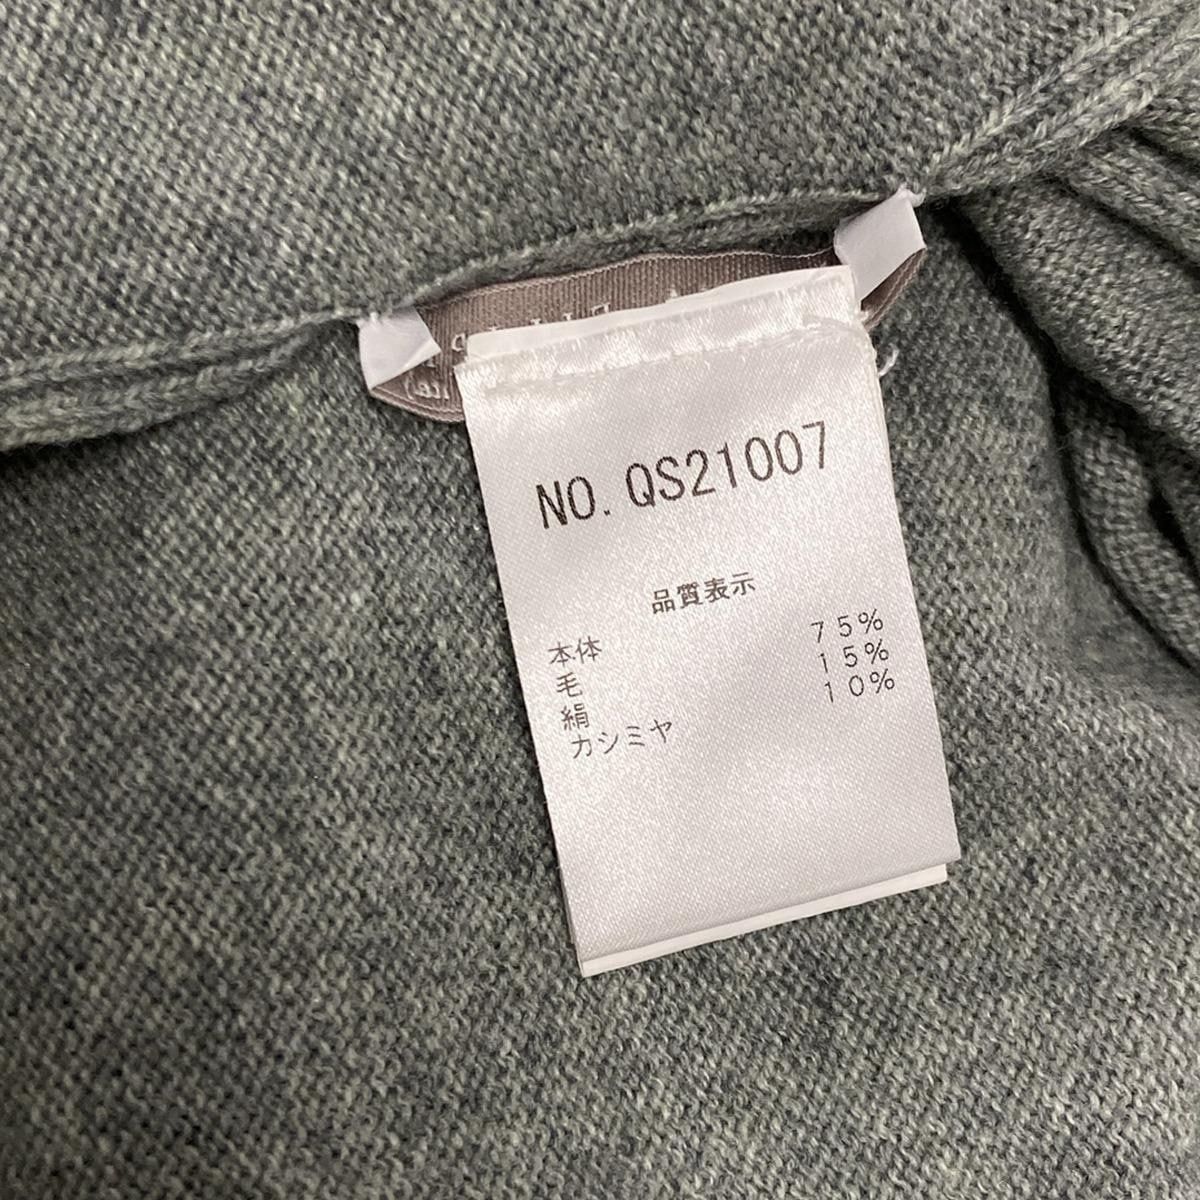 NO. QS21007
品質表示
本体
毛 75%
絹 15%
カシミヤ 10%